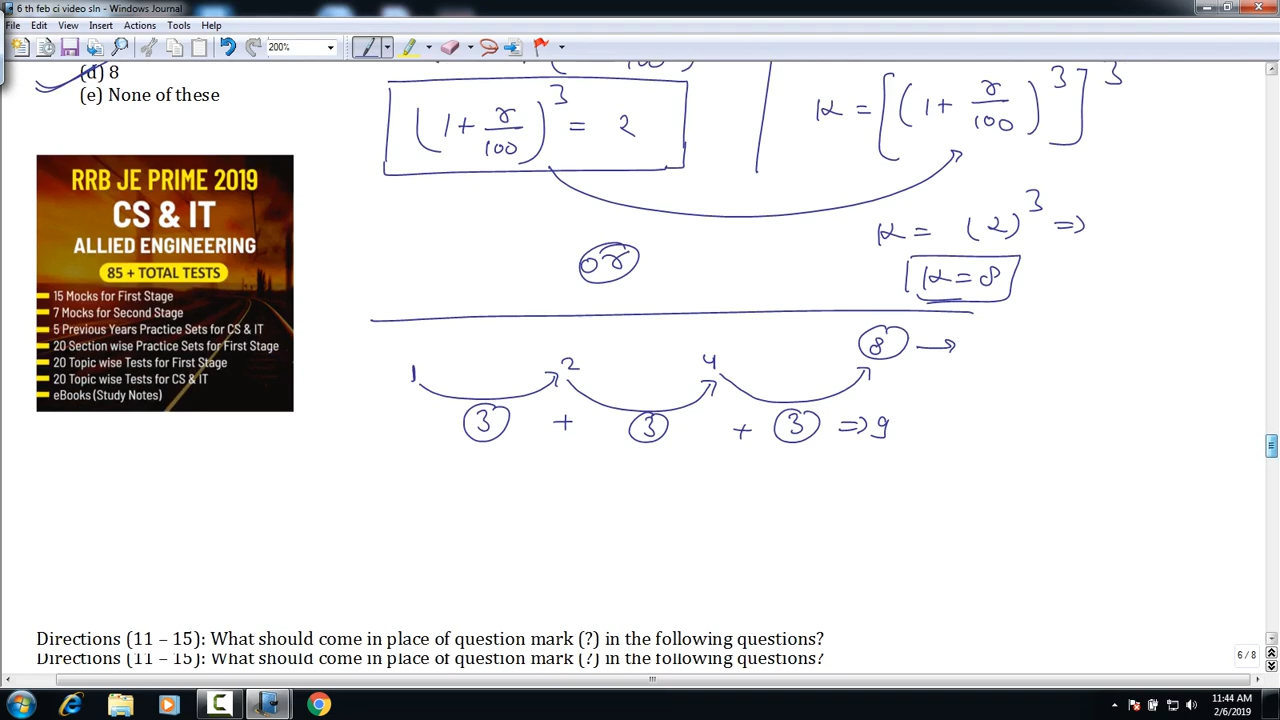 6 th feb ci video sln - Windows Journal
File Edit View Insert Actions Tools Help
200%
(d) 8
(e) None of these
(1 + r/100)^3 = 2
K = [(1 + r/100)^3]^3
K = (2)^3 =>
K = 8
or
RRB JE PRIME 2019
CS & IT
ALLIED ENGINEERING
85 + TOTAL TESTS
15 Mocks for First Stage
7 Mocks for Second Stage
5 Previous Years Practice Sets for CS & IT
20 Section wise Practice Sets for First Stage
20 Topic wise Tests for First Stage
20 Topic wise Tests for CS & IT
eBooks (Study Notes)
1 2 4 8 →
3 + 3 + 3 => 9
Directions (11 – 15): What should come in place of question mark (?) in the following questions?
Directions (11 – 15): What should come in place of question mark (?) in the following questions?
6 / 8
11:44 AM
2/6/2019